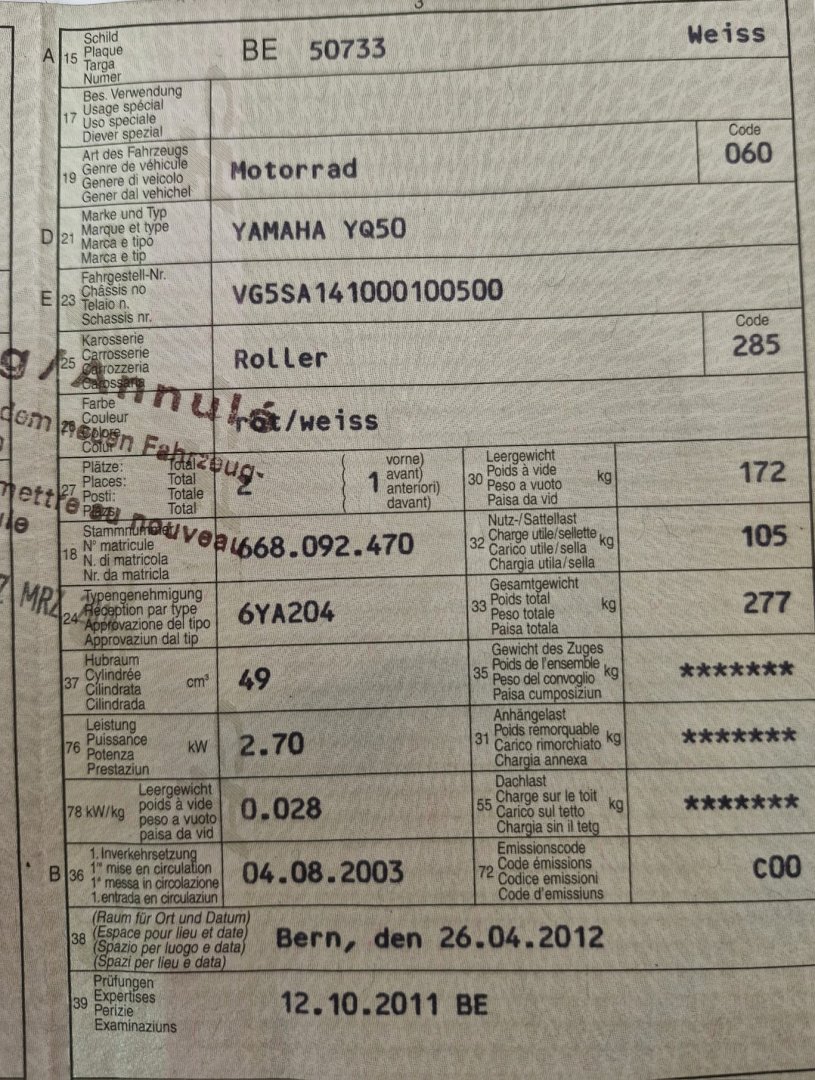 A 15 Schild
Plaque
Targa
Numer
BE 50733 Weiss
17 Bes. Verwendung
Usage spécial
Uso speciale
Diever spezial
19 Art des Fahrzeugs
Genre de véhicule
Genere di veicolo
Gener dal vehichel
Motorrad
Code
060
D 21 Marke und Typ
Marque et type
Marca e tipo
Marca e tip
YAMAHA YQ50
E 23 Fahrgestell-Nr.
Châssis no
Telaio n.
Schassis nr.
VG5SA141000100500
25 Karosserie
Carrosserie
Carrozzeria
Carossaria
Roller
Code
285
g / Annulé
26 Farbe
Couleur
Colore
Colur
rot/weiss
dem neuen Fahrzeug-
27 Plätze: Total
Places: Total
Posti: Totale
Plazs: Total
2
( vorne)
( avant)
( anteriori)
( davant)
1
30 Leergewicht
Poids à vide
Peso a vuoto
Paisa da vid
kg
172
mettre au nouveau
18 Stammnummer
N° matricule
N. di matricola
Nr. da matricla
668.092.470
32 Nutz-/Sattellast
Charge utile/sellette
Carico utile/sella
Chargia utila/sella
kg
105
24 Typengenehmigung
Réception par type
Approvazione del tipo
Approvaziun dal tip
6YA204
33 Gesamtgewicht
Poids total
Peso totale
Paisa totala
kg
277
MRZ.
37 Hubraum
Cylindrée
Cilindrata
Cilindrada
cm³
49
35 Gewicht des Zuges
Poids de l'ensemble
Peso del convoglio
Paisa cumposiziun
kg
*******
76 Leistung
Puissance
Potenza
Prestaziun
kW
2.70
31 Anhängelast
Poids remorquable
Carico rimorchiato
Chargia annexa
kg
*******
78 kW/kg Leergewicht
poids à vide
peso a vuoto
paisa da vid
0.028
55 Dachlast
Charge sur le toit
Carico sul tetto
Chargia sin il tetg
kg
*******
B 36 1. Inverkehrsetzung
1re mise en circulation
1a messa in circolazione
1. entrada en circulaziun
04.08.2003
72 Emissionscode
Code émissions
Codice emissioni
Code d'emissiuns
C00
38 (Raum für Ort und Datum)
(Espace pour lieu et date)
(Spazio per luogo e data)
(Spazi per lieu e data)
Bern, den 26.04.2012
39 Prüfungen
Expertises
Perizie
Examinaziuns
12.10.2011 BE